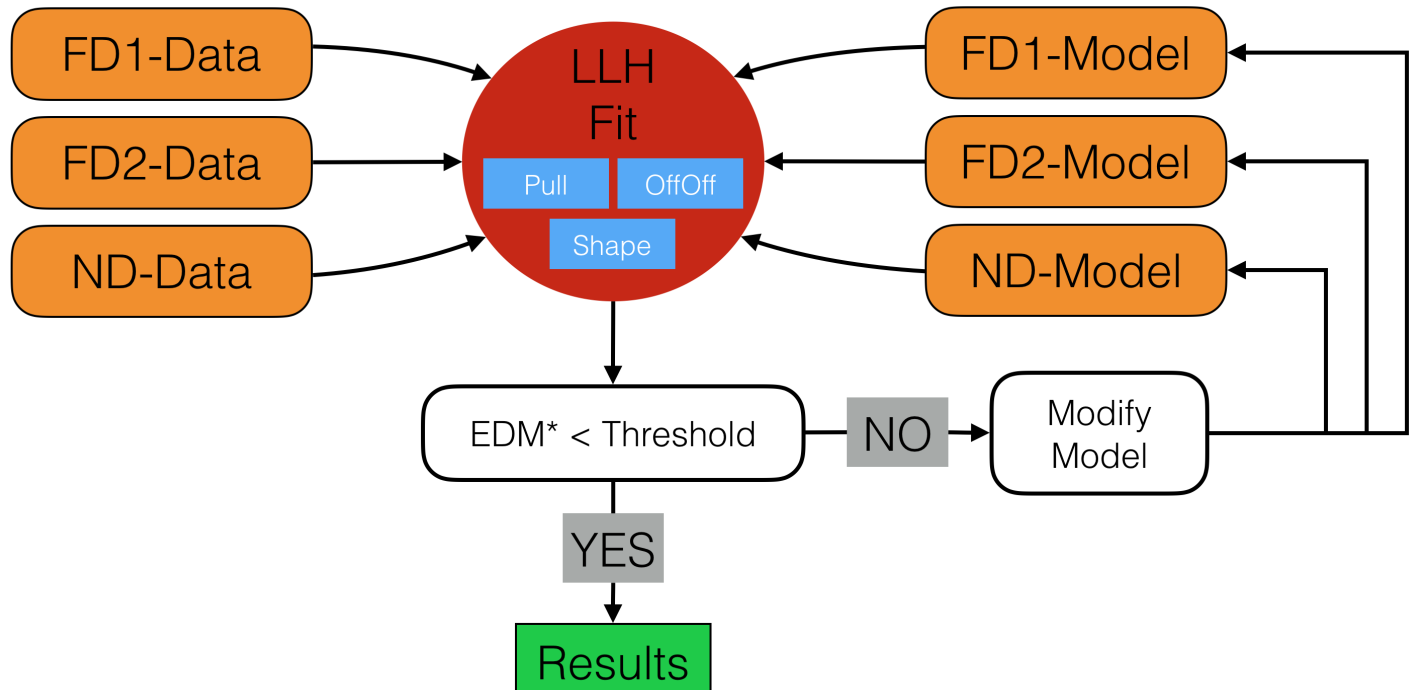 FD1-Data
FD2-Data
ND-Data
LLH
Fit
Pull
OffOff
Shape
FD1-Model
FD2-Model
ND-Model
EDM* < Threshold
NO
Modify
Model
YES
Results